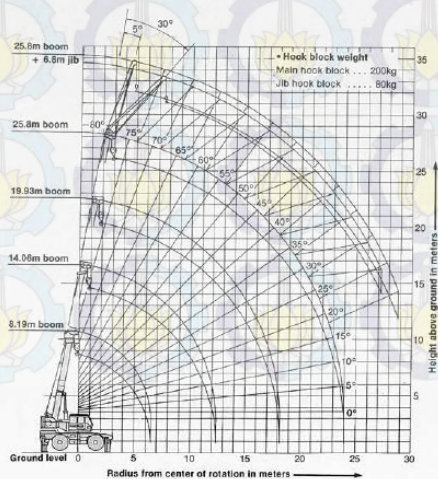 5° 30°
25.8m boom
+ 6.8m jib
• Hook block weight
Main hook block ... 200kg
Jib hook block ..... 80kg
35
30
25.8m boom
80°
75°
70°
65°
60°
55°
50°
45°
40°
35°
30°
25°
20°
15°
10°
5°
0°
25
19.93m boom
20
14.06m boom
15
8.19m boom
10
5
Height above ground in meters
Ground level 0 5 10 15 20 25 30
Radius from center of rotation in meters